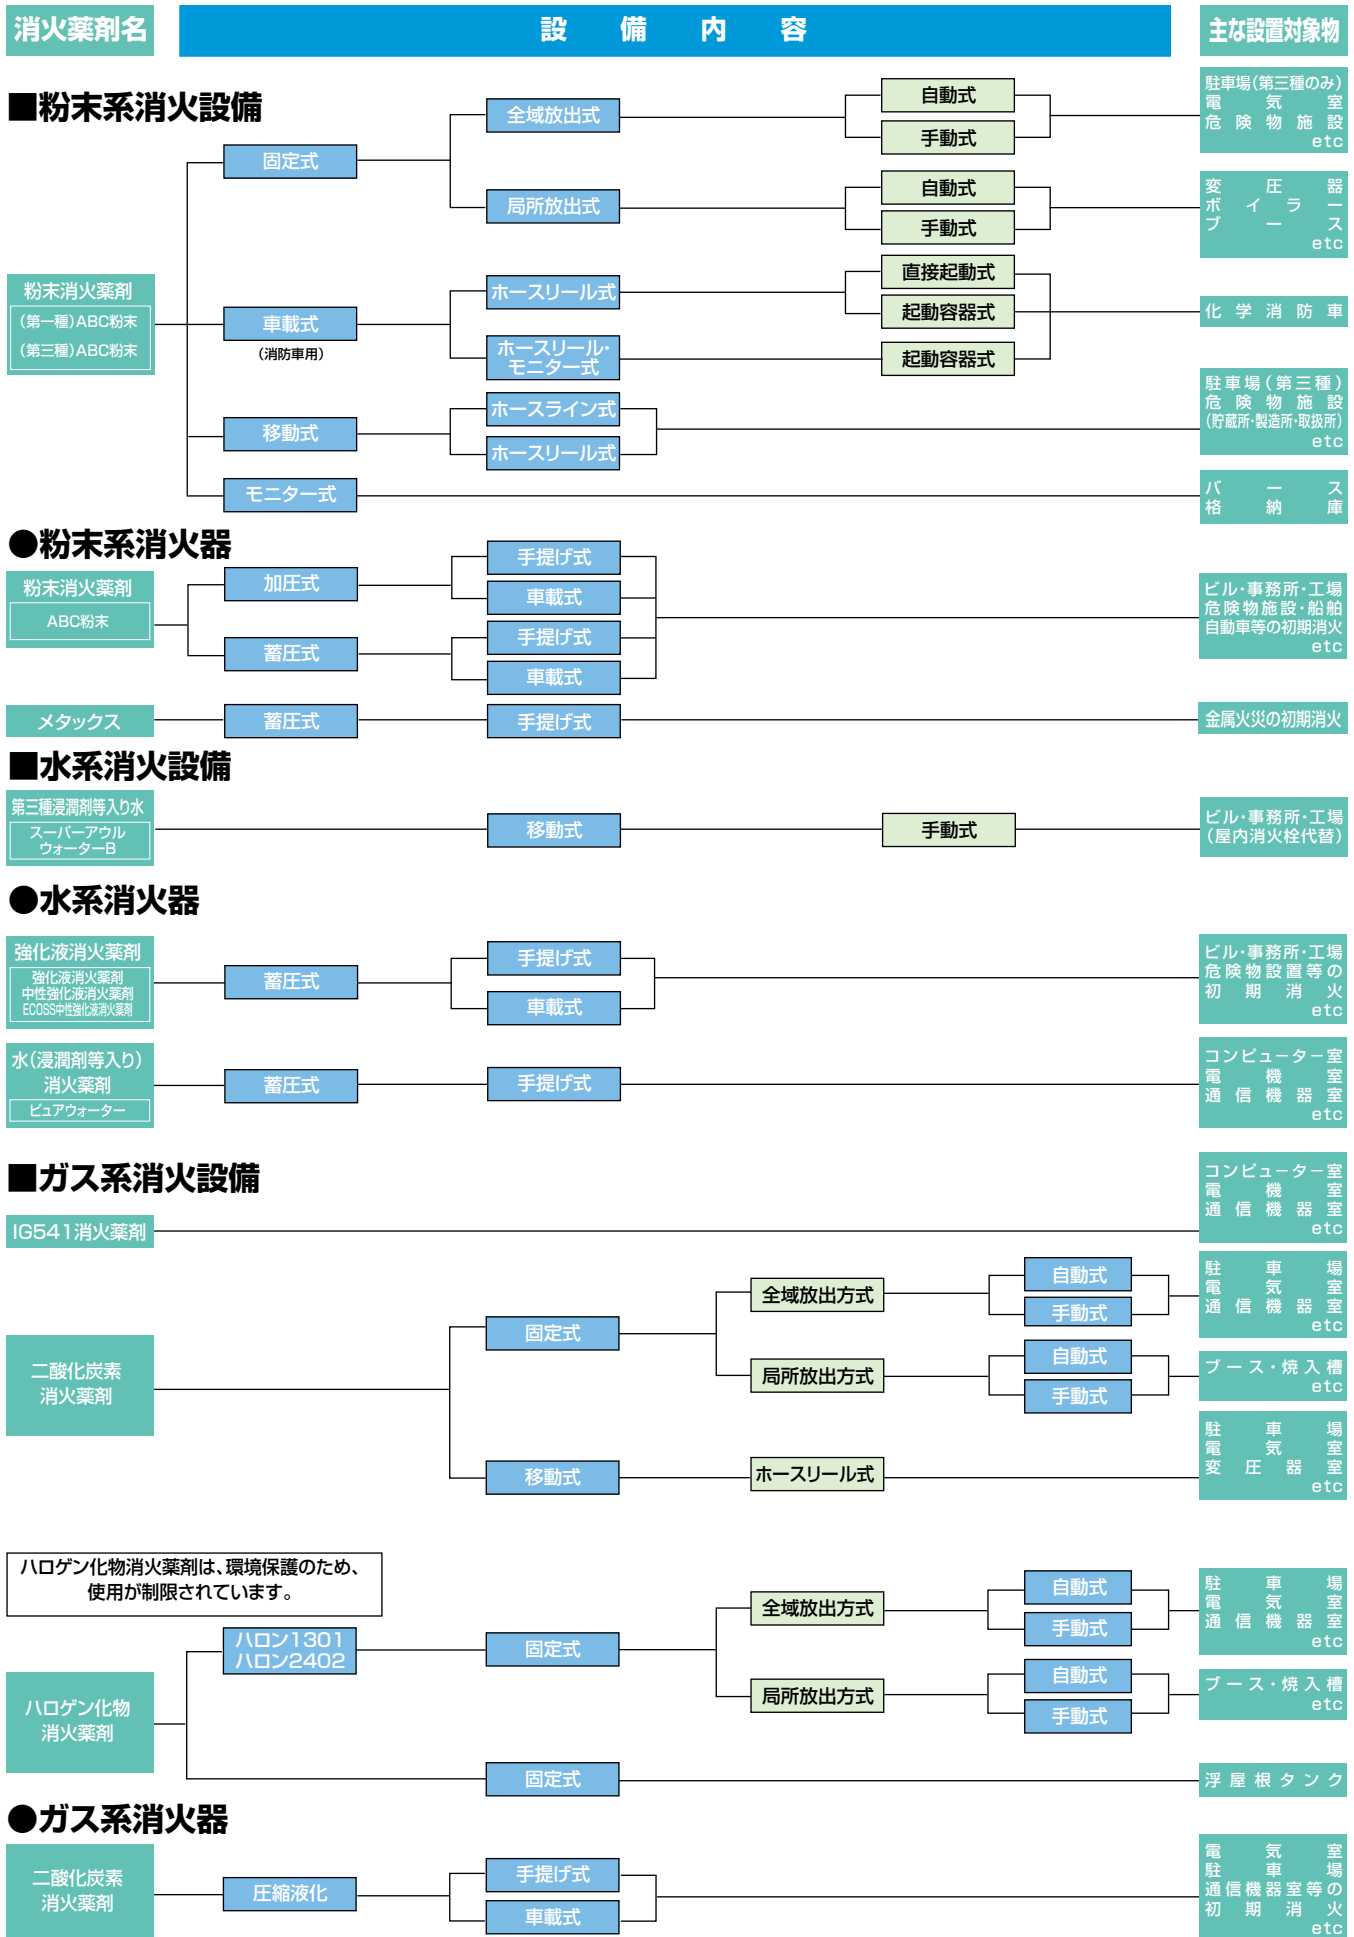 消火薬剤名
設備内容
主な設置対象物
■粉末系消火設備
粉末消火薬剤
(第一種)ABC粉末
(第三種)ABC粉末
固定式
全域放出式
自動式
手動式
駐車場(第三種のみ)
電気室
危険物施設
etc
局所放出式
自動式
手動式
変圧器
ボイラー
ブース
etc
車載式
(消防車用)
ホースリール式
直接起動式
起動容器式
ホースリール・
モニター式
起動容器式
化学消防車
移動式
ホースライン式
ホースリール式
駐車場(第三種)
危険物施設
(貯蔵所・製造所・取扱所)
etc
モニター式
バース
格納庫
●粉末系消火器
粉末消火薬剤
ABC粉末
加圧式
手提げ式
車載式
蓄圧式
手提げ式
車載式
ビル・事務所・工場
危険物施設・船舶
自動車等の初期消火
etc
メタックス
蓄圧式
手提げ式
金属火災の初期消火
■水系消火設備
第三種浸潤剤等入り水
スーパーアウル
ウォーターB
移動式
手動式
ビル・事務所・工場
(屋内消火栓代替)
●水系消火器
強化液消火薬剤
強化液消火薬剤
中性強化液消火薬剤
ECOSS中性強化液消火薬剤
蓄圧式
手提げ式
車載式
ビル・事務所・工場
危険物設置等の
初期消火
etc
水(浸潤剤等入り)
消火薬剤
ピュアウォーター
蓄圧式
手提げ式
コンピューター室
電機室
通信機器室
etc
■ガス系消火設備
IG541消火薬剤
コンピューター室
電機室
通信機器室
etc
二酸化炭素
消火薬剤
固定式
全域放出方式
自動式
手動式
駐車場
電気室
通信機器室
etc
局所放出方式
自動式
手動式
ブース・焼入槽
etc
移動式
ホースリール式
駐車場
電気室
変圧器室
etc
ハロゲン化物消火薬剤は、環境保護のため、
使用が制限されています。
ハロゲン化物
消火薬剤
ハロン1301
ハロン2402
固定式
全域放出方式
自動式
手動式
駐車場
電気室
通信機器室
etc
局所放出方式
自動式
手動式
ブース・焼入槽
etc
固定式
浮屋根タンク
●ガス系消火器
二酸化炭素
消火薬剤
圧縮液化
手提げ式
車載式
電気室
駐車場
通信機器室等の
初期消火
etc